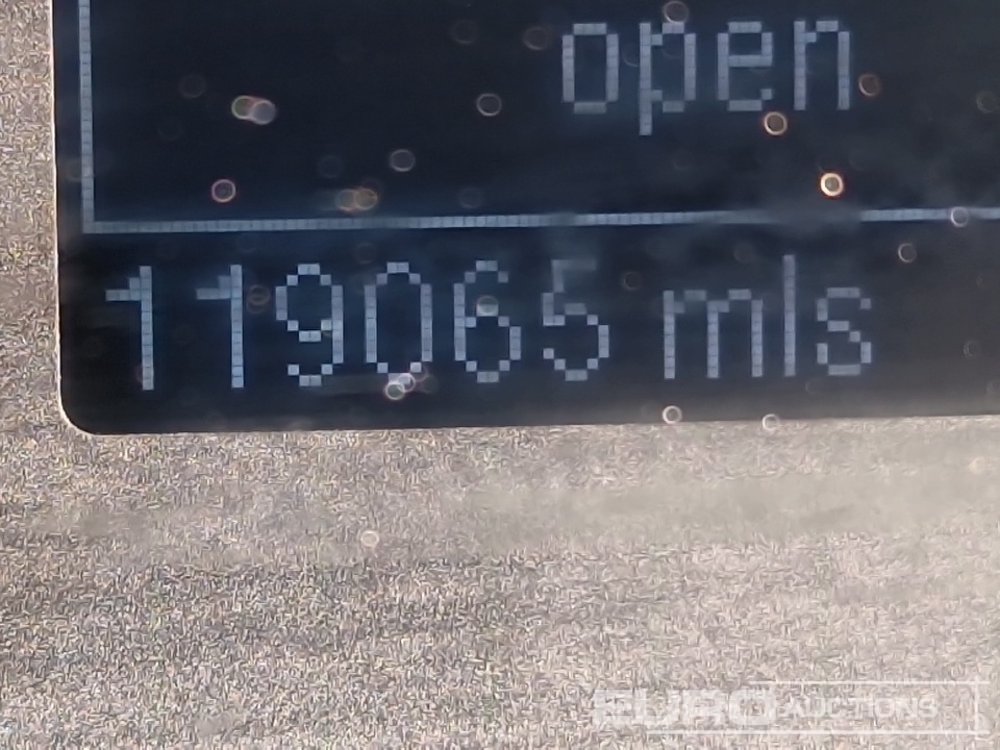 open
119065 mls
EURO AUCTIONS